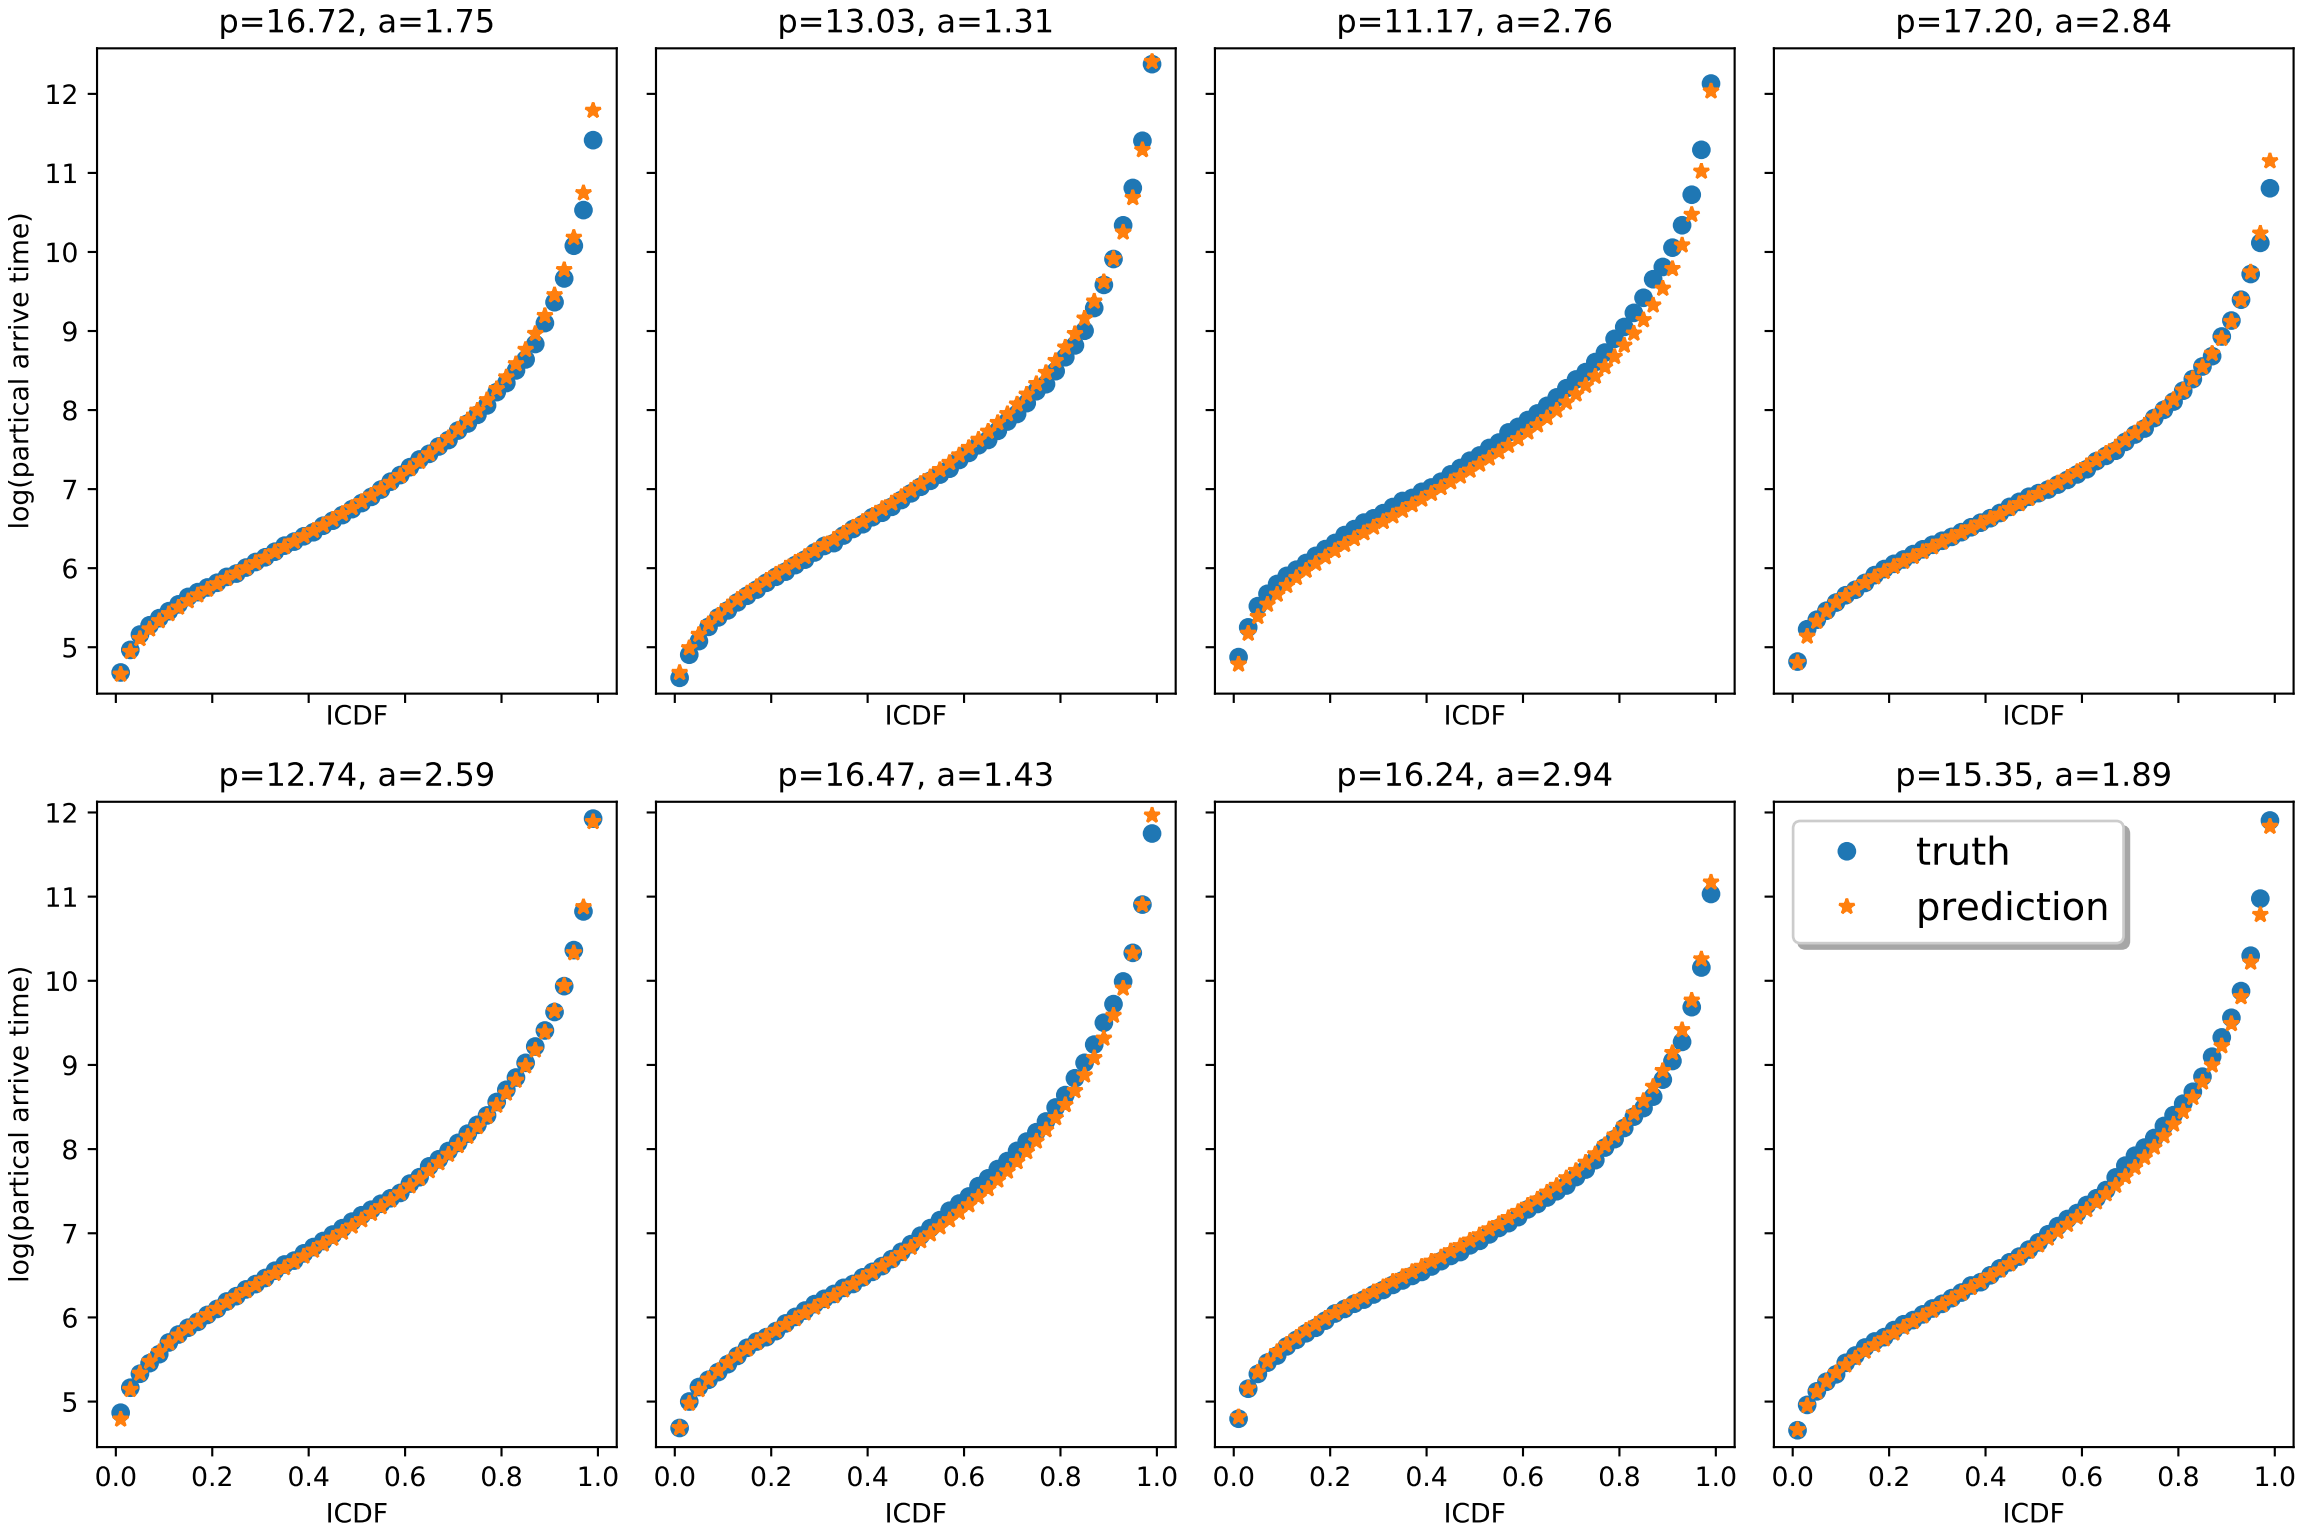 p=16.72, a=1.75
p=13.03, a=1.31
p=11.17, a=2.76
p=17.20, a=2.84
log(partical arrive time)
12
11
10
9
8
7
6
5
ICDF
ICDF
ICDF
ICDF
p=12.74, a=2.59
p=16.47, a=1.43
p=16.24, a=2.94
p=15.35, a=1.89
log(partical arrive time)
12
11
10
9
8
7
6
5
truth
prediction
0.0 0.2 0.4 0.6 0.8 1.0
0.0 0.2 0.4 0.6 0.8 1.0
0.0 0.2 0.4 0.6 0.8 1.0
0.0 0.2 0.4 0.6 0.8 1.0
ICDF
ICDF
ICDF
ICDF